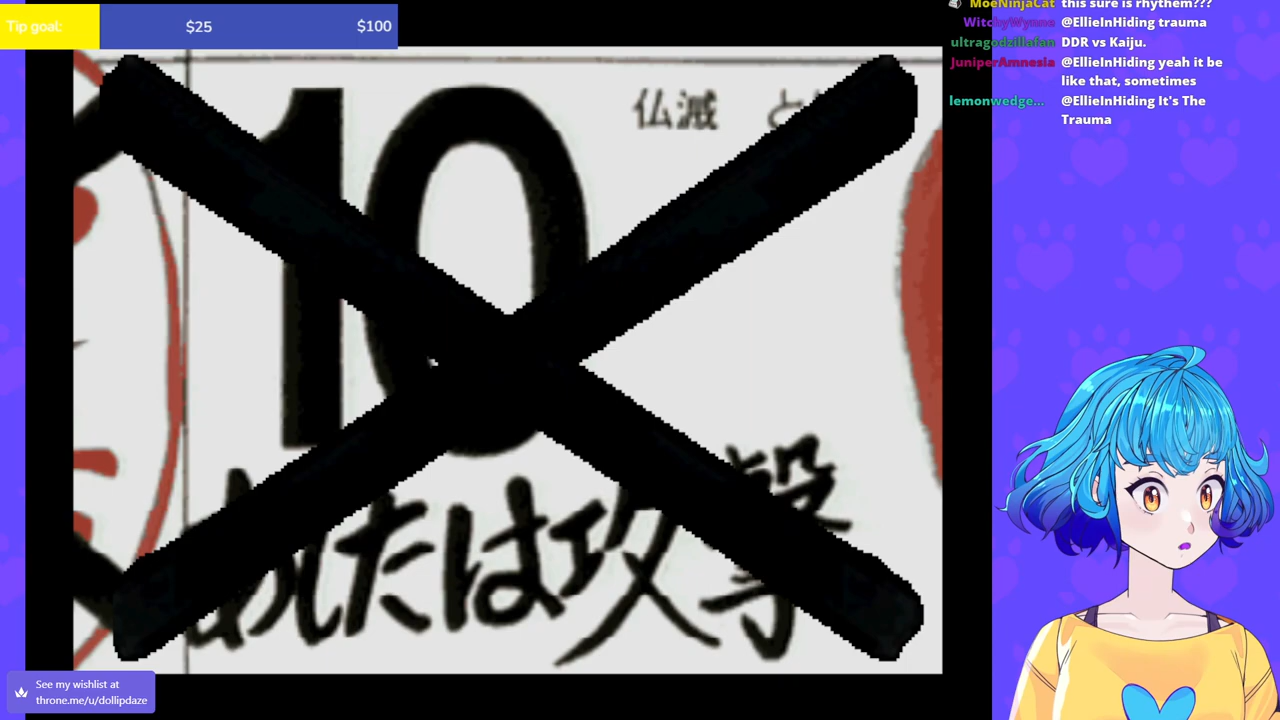 Tip goal:
$25
$100
MoeNinjaCat this sure is rhythem???
WitchyWynne @EllieInHiding trauma
ultragodzillafan DDR vs Kaiju.
JuniperAmnesia @EllieInHiding yeah it be
like that, sometimes
lemonwedge... @EllieInHiding It's The
Trauma
10
仏滅
たは攻撃
See my wishlist at
throne.me/u/dollipdaze